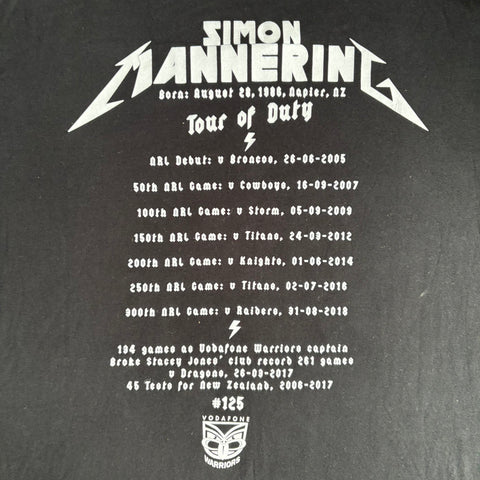 SIMON
MANNERING
Born: August 28, 1986, Napier, NZ
Tour of Duty
NRL Debut: v Broncos, 26-06-2005
50th NRL Game: v Cowboys, 16-09-2007
100th NRL Game: v Storm, 05-09-2009
150th NRL Game: v Titans, 24-03-2012
200th NRL Game: v Knights, 01-06-2014
250th NRL Game: v Titans, 02-07-2016
300th NRL Game: v Raiders, 31-08-2018
194 games as Vodafone Warriors captain
Broke Stacey Jones' club record 261 games
v Dragons, 26-03-2017
45 Tests for New Zealand, 2006-2017
#125
VODAFONE
WARRIORS